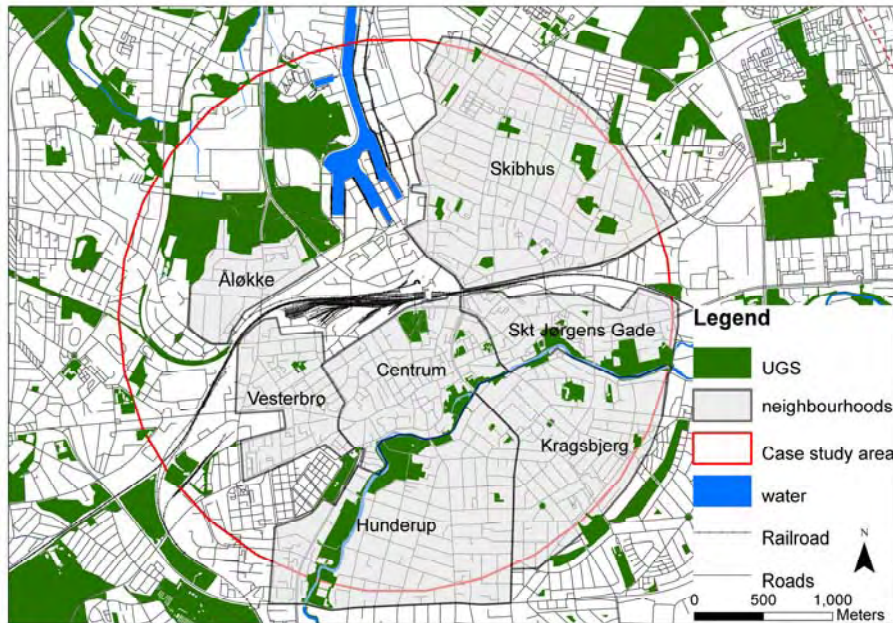 Skibhus
Åløkke
Skt Jørgens Gade
Centrum
Vesterbrø
Kragsbjerg
Hunderup
Legend
UGS
neighbourhoods
Case study area
water
Railroad
N
Roads
0 500 1,000
Meters